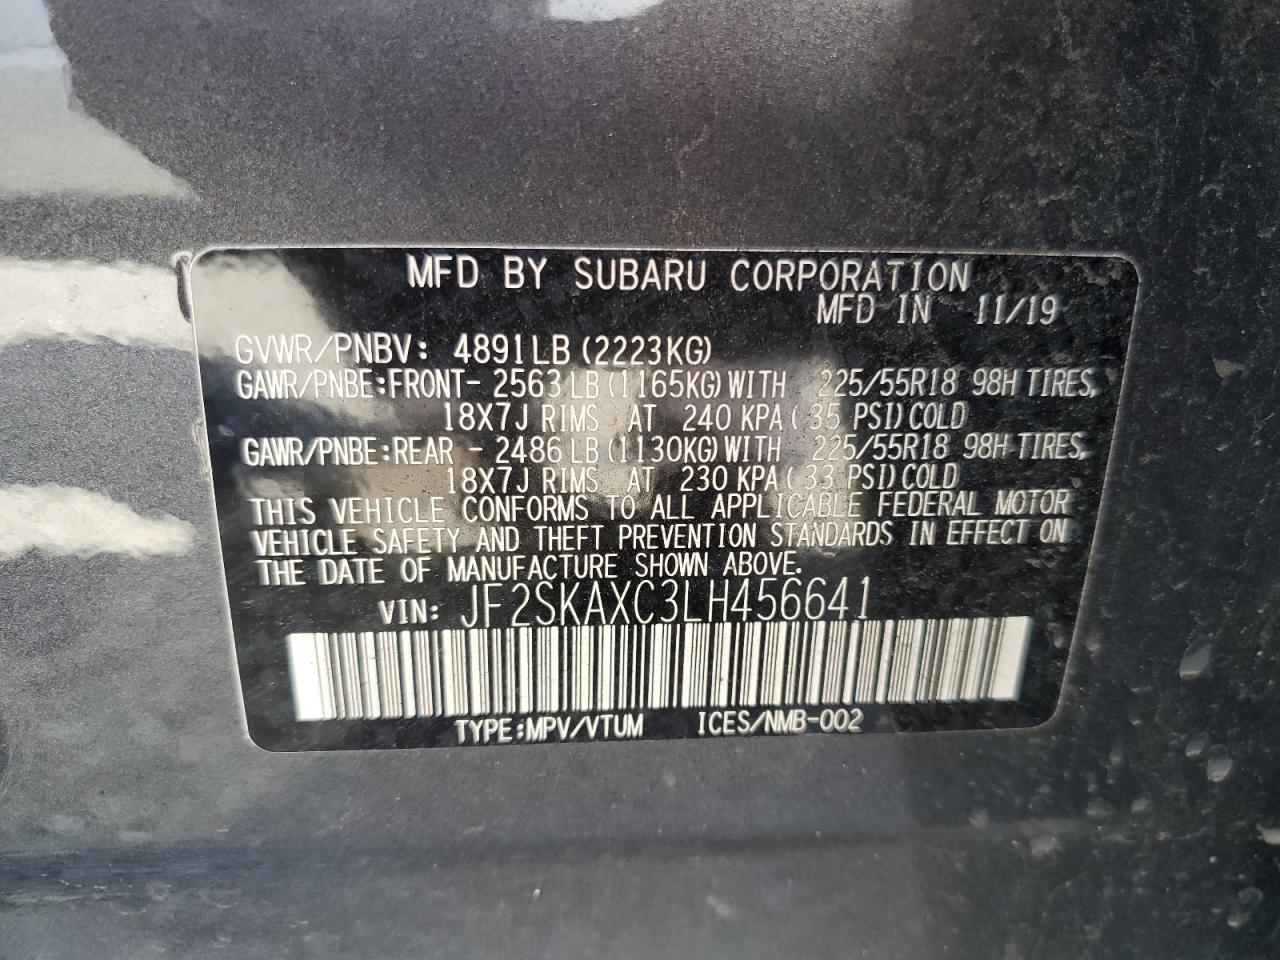 MFD BY SUBARU CORPORATION
MFD IN 11/19
GVWR/PNBV: 4891LB (2223KG)
GAWR/PNBE:FRONT- 2563 LB (1165KG) WITH 225/55R18 98H TIRES,
18X7J RIMS AT 240 KPA ( 35 PSI) COLD
GAWR/PNBE:REAR - 2486 LB (1130KG) WITH 225/55R18 98H TIRES,
18X7J RIMS AT 230 KPA ( 33 PSI) COLD
THIS VEHICLE CONFORMS TO ALL APPLICABLE FEDERAL MOTOR
VEHICLE SAFETY AND THEFT PREVENTION STANDARDS IN EFFECT ON
THE DATE OF MANUFACTURE SHOWN ABOVE.
VIN: JF2SKAXC3LH456641
TYPE:MPV/VTUM ICES/NMB-002